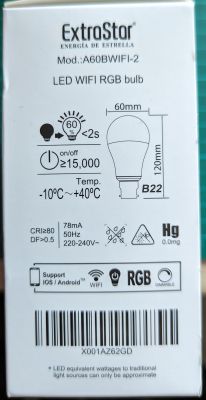 ExtraStar
ENERGÍA DE ESTRELLA
Mod.:A60BWIFI-2
LED WIFI RGB bulb
60mm
60%
<2s
120mm
on/off
≥15,000
Temp.
-10°C~+40°C
B22
CRI≥80
DF>0.5
78mA
50Hz
220-240V~
Hg
0.0mg
Support
IOS / Android™
WIFI
RGB
DIMMABLE
X001AZ62GD
* LED equivalent wattages to traditional
light sources can only be approximate